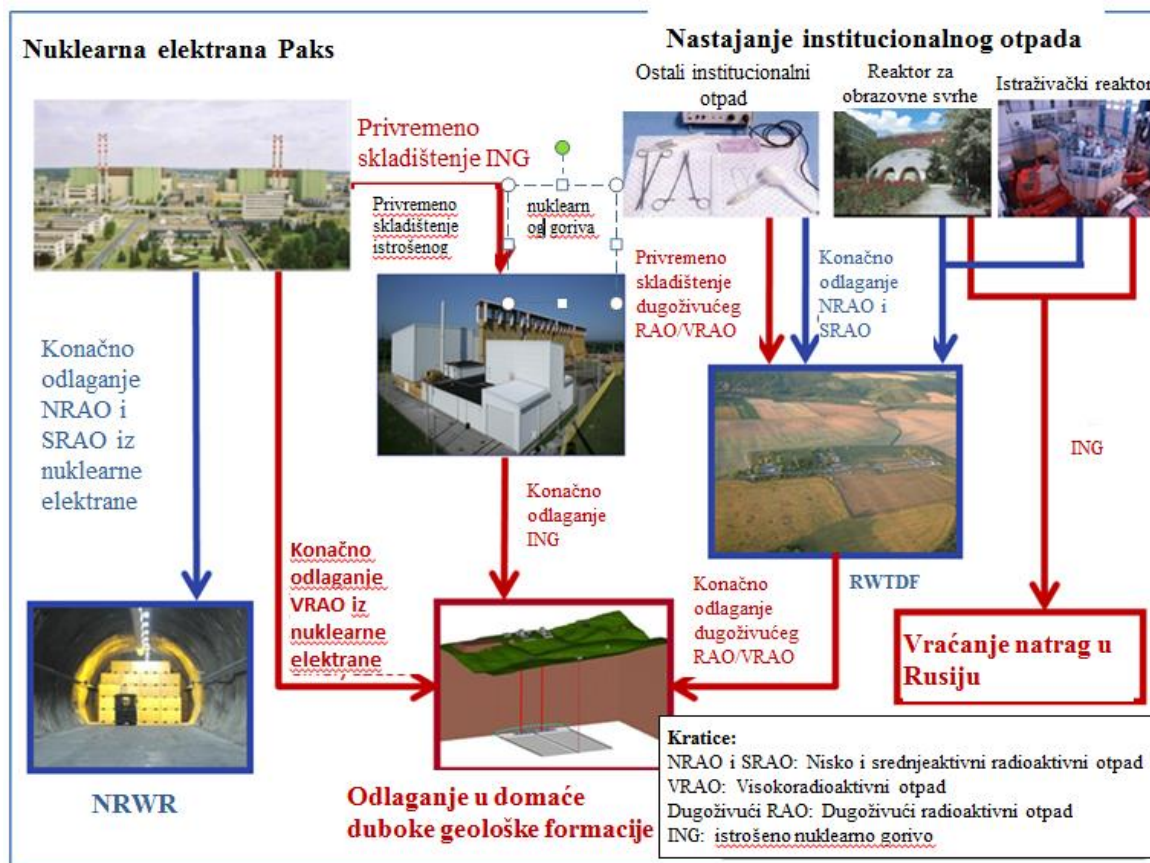 Nuklearna elektrana Paks
Nastajanje institucionalnog otpada
Ostali institucionalni
otpad
Reaktor za
obrazovne svrhe
Istraživački reaktor
Privremeno
skladištenje ING
Privremeno
skladištenje
istrošenog
nuklearn
og goriva
Privremeno
skladištenje
dugoživućeg
RAO/VRAO
Konačno
odlaganje
NRAO i
SRAO
Konačno
odlaganje
NRAO i
SRAO iz
nuklearne
elektrane
ING
Konačno
odlaganje
ING
Konačno
odlaganje
VRAO iz
nuklearne
elektrane
Konačno
odlaganje
dugoživućeg
RAO/VRAO
RWTDF
Vraćanje natrag u
Rusiju
NRWR
Odlaganje u domaće
duboke geološke formacije
Kratice:
NRAO i SRAO: Nisko i srednjeaktivni radioaktivni otpad
VRAO: Visokoradioaktivni otpad
Dugoživući RAO: Dugoživući radioaktivni otpad
ING: istrošeno nuklearno gorivo